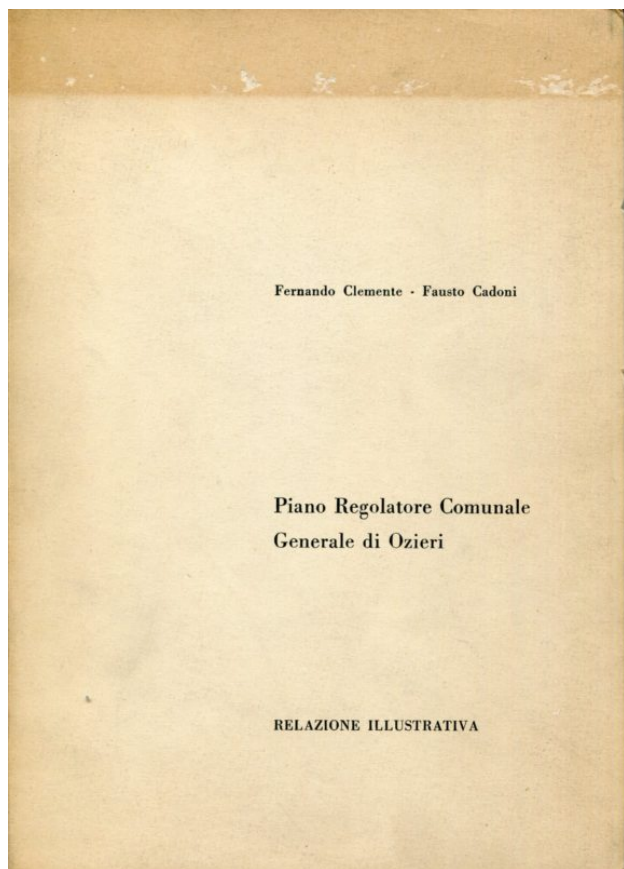 Fernando Clemente - Fausto Cadoni
Piano Regolatore Comunale
Generale di Ozieri
RELAZIONE ILLUSTRATIVA